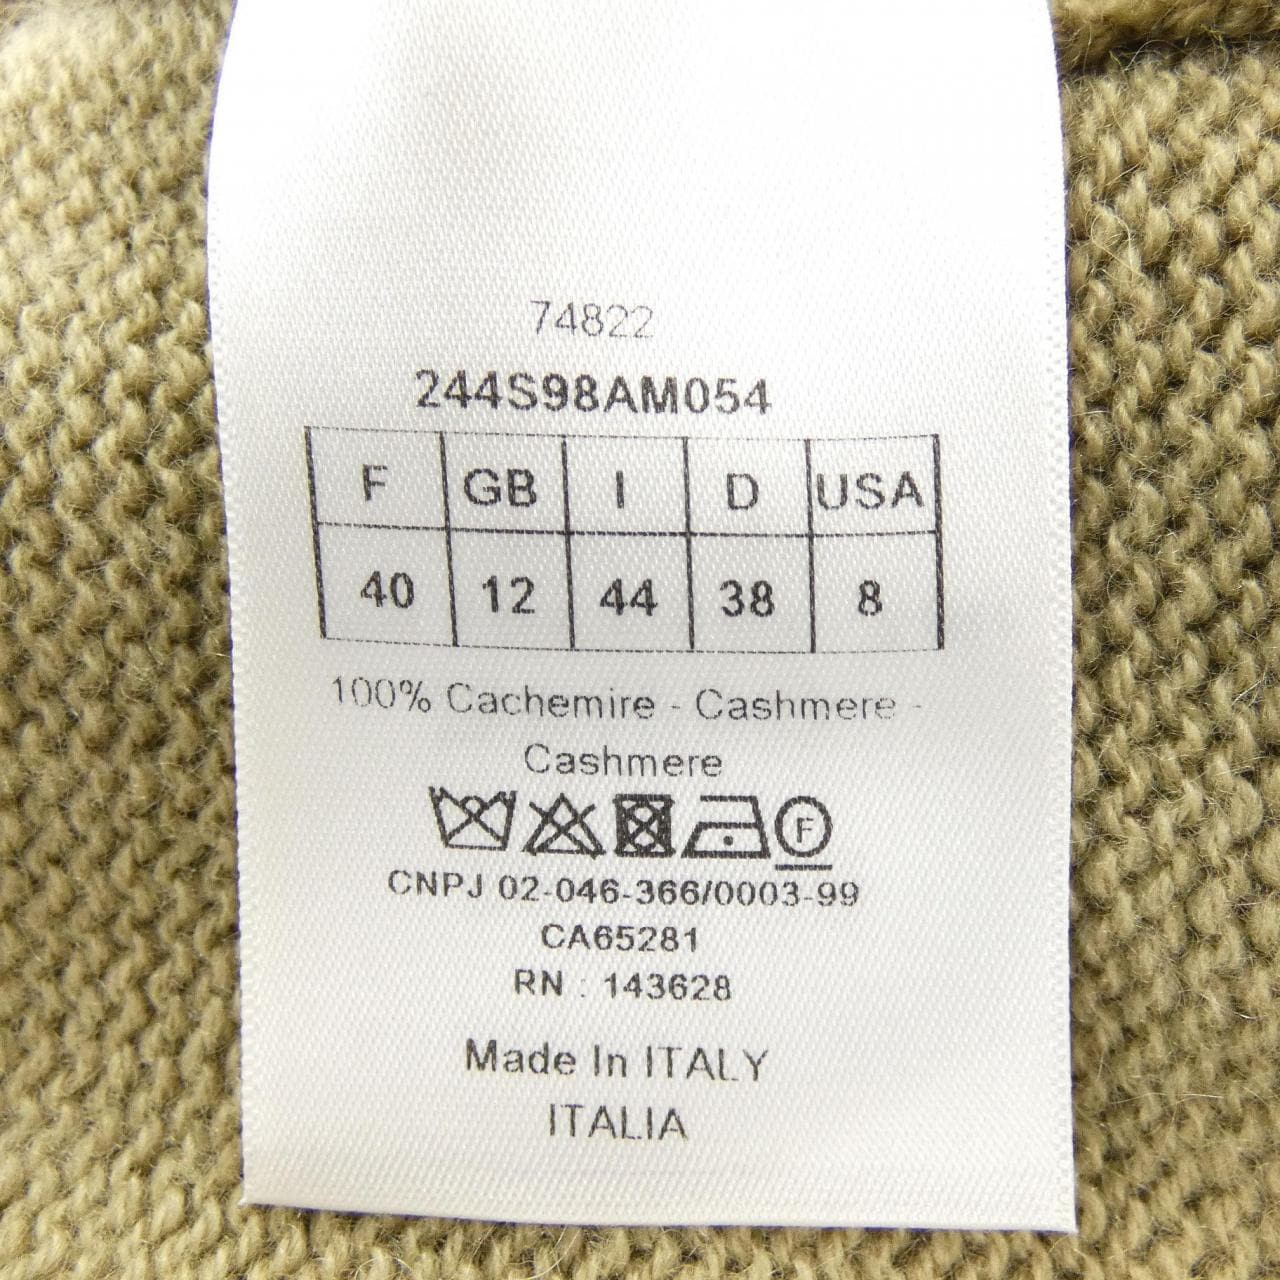 74822
244S98AM054
F GB I D USA
40 12 44 38 8
100% Cachemire - Cashmere -
Cashmere
F
CNPJ 02-046-366/0003-99
CA65281
RN : 143628
Made In ITALY
ITALIA